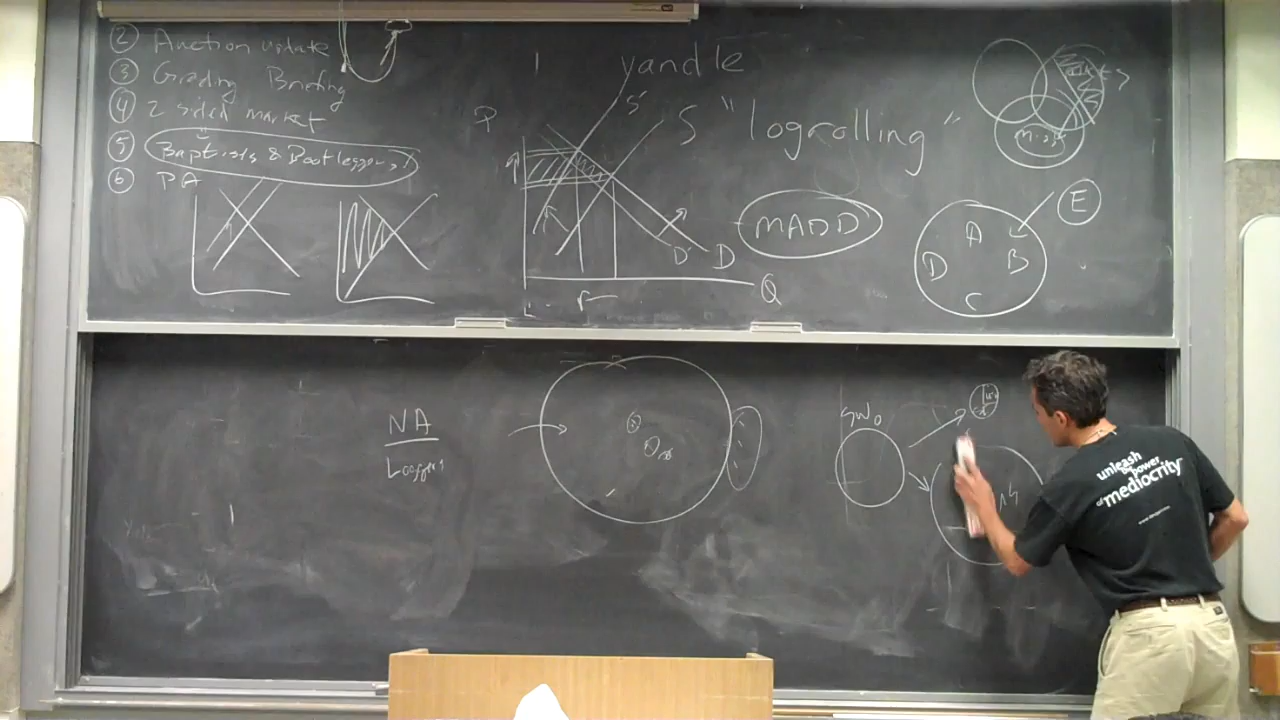 ② Auction update
③ Grading Briefing
④ 2 sided market
⑤ Baptists & Bootleggers
⑥ PA
1 yandle
P
S'
S
"logrolling"
D'
D
Q
MADD
E
A
D
B
C
NA
Loggers
unleash
the power
of mediocrity